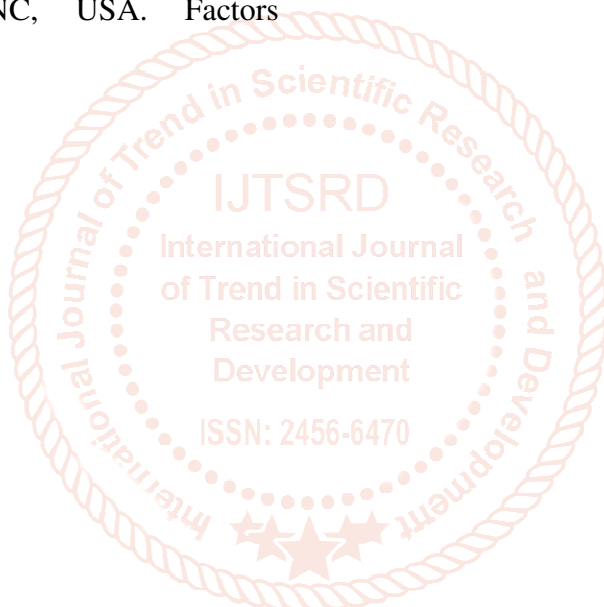 NC, USA. Factors
International Journal of Trend in Scientific Research and Development
IJTSRD
International Journal
of Trend in Scientific
Research and
Development
ISSN: 2456-6470